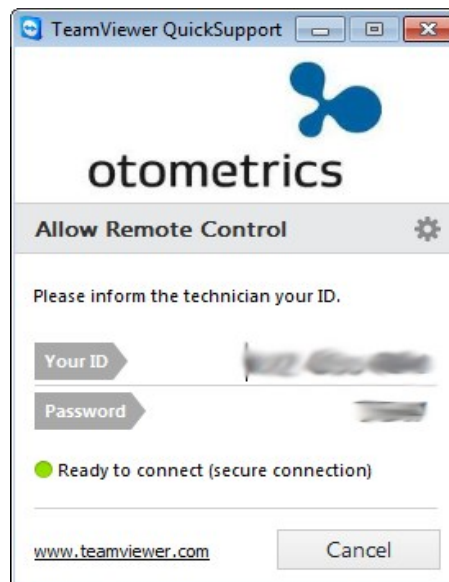 TeamViewer QuickSupport
otometrics
Allow Remote Control
Please inform the technician your ID.
Your ID
Password
Ready to connect (secure connection)
www.teamviewer.com Cancel